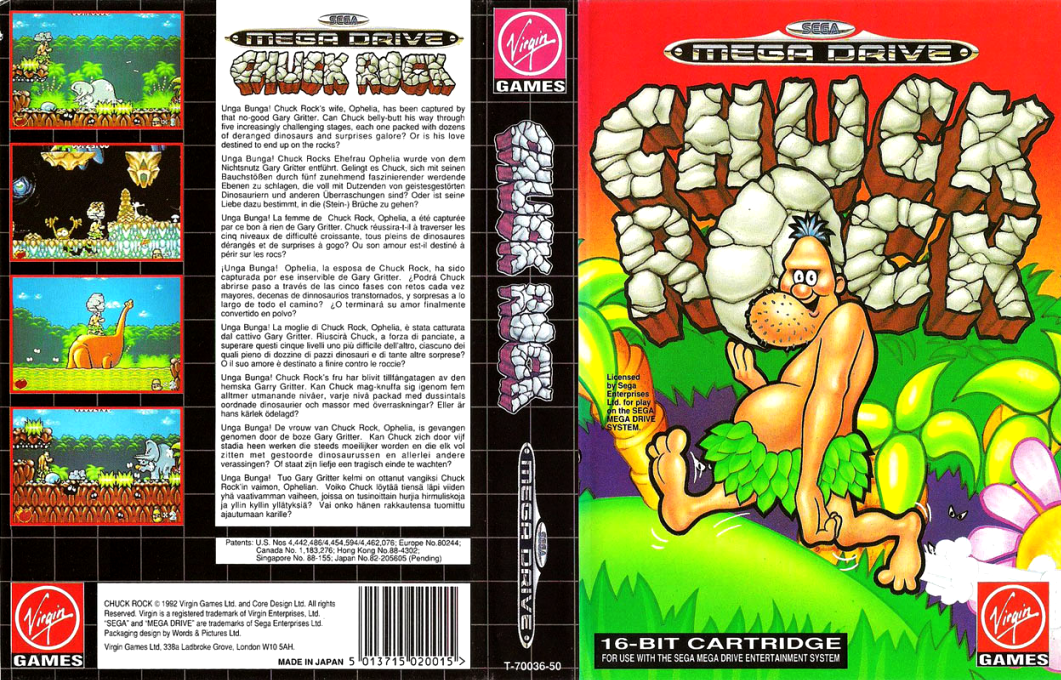 SEGA
MEGA DRIVE
CHUCK ROCK
Unga Bunga! Chuck Rock's wife, Ophelia, has been captured by
that no-good Gary Gritter. Can Chuck belly-butt his way through
five increasingly challenging stages, each one packed with dozens
of deranged dinosaurs and surprises galore? Or is his love
destined to end up on the rocks?
Unga Bunga! Chuck Rocks Ehefrau Ophelia wurde von dem
Nichtsnutz Gary Gritter entführt. Gelingt es Chuck, sich mit seinen
Bauchstößen durch fünf zunehmend faszinierender werdende
Ebenen zu schlagen, die voll mit Dutzenden von geistesgestörten
Dinosauriern und anderen Überraschungen sind? Oder ist seine
Liebe dazu bestimmt, in die (Stein-) Brüche zu gehen?
Unga Bunga! La femme de Chuck Rock, Ophelia, a été capturée
par ce bon à rien de Gary Gritter. Chuck réussira-t-il à traverser les
cinq niveaux de difficulté croissante, tous pleins de dinosaures
dérangés et de surprises à gogo? Ou son amour est-il destiné à
périr sur les rocs?
¡Unga Bunga! Ophelia, la esposa de Chuck Rock, ha sido
capturada por ese inservible de Gary Gritter. ¿Podrá Chuck
abrirse paso a través de las cinco fases con retos cada vez
mayores, decenas de dinnosaurios transtornados, y sorpresas a lo
largo de todo el camino? ¿O terminará su amor finalmente
convertido en polvo?
Unga Bunga! La moglie di Chuck Rock, Ophelia, è stata catturata
dal cattivo Gary Gritter. Riuscirà Chuck, a forza di panciate, a
superare questi cinque livelli uno più difficile dell'altro, ciascuno dei
quali pieno di dozzine di pazzi dinosauri e di tante altre sorprese?
O il suo amore è destinato a finire contro le roccie?
Unga Bunga! Chuck Rock's fru har blivit tillfångatagen av den
hemska Garry Gritter. Kan Chuck mag-knuffa sig igenom fem
alltmer utmanande nivåer, varje nivå packad med dussintals
oordnade dinosaurier och massor med överraskningar? Eller är
hans kärlek ödelagd?
Unga Bunga! De vrouw van Chuck Rock, Ophelia, is gevangen
genomen door de boze Gary Gritter. Kan Chuck zich door vijf
stadia heen werken die steeds moeilijker worden en die elk vol
zitten met gestoorde dinosaurussen en allerlei andere
verassingen? Of staat zijn liefje een tragisch einde te wachten?
Unga Bunga! Tuo Gary Gritter kelmi on ottanut vangiksi Chuck
Rock'in vaimon, Ophelian. Voiko Chuck löytää tiensä läpi viiden
yhä vaativamman vaiheen, joissa on tusinoittain hurjia hirmuliskoja
ja yllin kyllin yllätyksiä? Vai onko hänen rakkautensa tuomittu
ajautumaan karille?
Patents: U.S. Nos 4,442,486/4,454,594/4,462,076; Europe No.80244;
Canada No. 1,183,276; Hong Kong No.88-4302;
Singapore No. 88-155; Japan No.82-205605 (Pending)
Virgin
GAMES
CHUCK ROCK © 1992 Virgin Games Ltd. and Core Design Ltd. All rights
Reserved. Virgin is a registered trademark of Virgin Enterprises, Ltd.
"SEGA" and "MEGA DRIVE" are trademarks of Sega Enterprises Ltd.
Packaging design by Words & Pictures Ltd.
Virgin Games Ltd, 338a Ladbroke Grove, London W10 5AH.
MADE IN JAPAN
5 013715 020015 >
Virgin
GAMES
CHUCK ROCK
SEGA
MEGA DRIVE
T-70036-50
SEGA
MEGA DRIVE
CHUCK
ROCK
Licensed
by Sega
Enterprises
Ltd. for play
on the SEGA
MEGA DRIVE
SYSTEM.
16-BIT CARTRIDGE
FOR USE WITH THE SEGA MEGA DRIVE ENTERTAINMENT SYSTEM
Virgin
GAMES